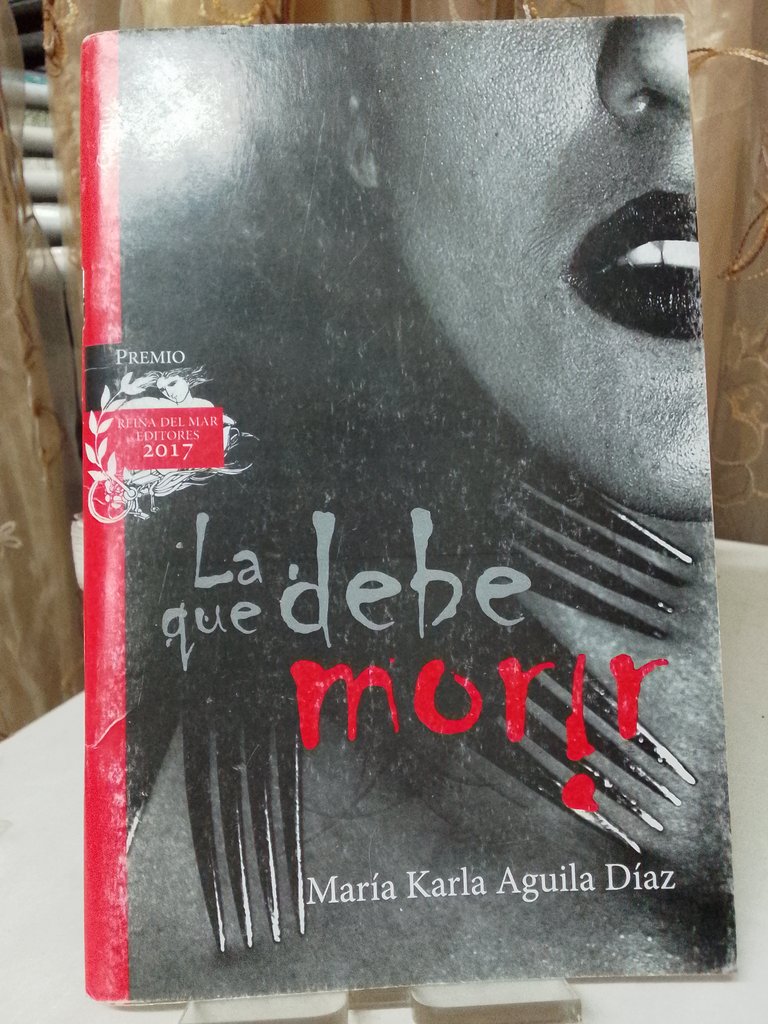 PREMIO
REINA DEL MAR
EDITORES
2017
La
que debe
morir
María Karla Aguila Díaz